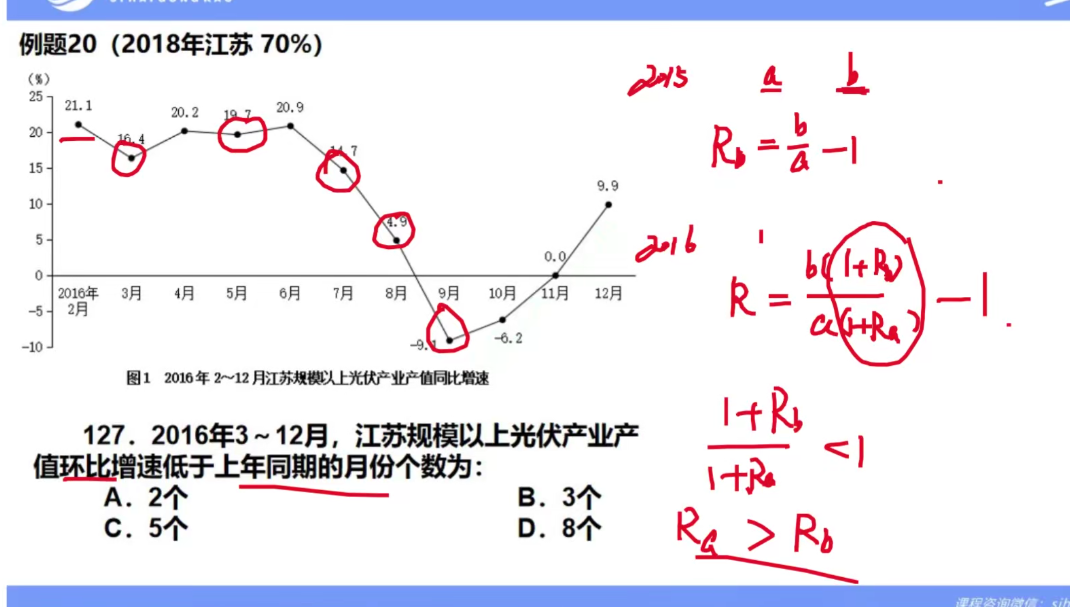 例题20（2018年江苏 70%）
(%)
25
20
15
10
5
0
-5
-10
21.1
16.4
20.2
19.7
20.9
14.7
4.9
-9.1
-6.2
0.0
9.9
2016年 3月 4月 5月 6月 7月 8月 9月 10月 11月 12月
2月
图1 2016年2～12月江苏规模以上光伏产业产值同比增速
127．2016年3～12月，江苏规模以上光伏产业产
值环比增速低于上年同期的月份个数为：
A．2个 B．3个
C．5个 D．8个
2015 a b
R_b = b/a - 1
2016
R = b(1+R_b)/a(1+R_a) - 1
1+R_b/1+R_a < 1
R_a > R_b
课程咨询微信：